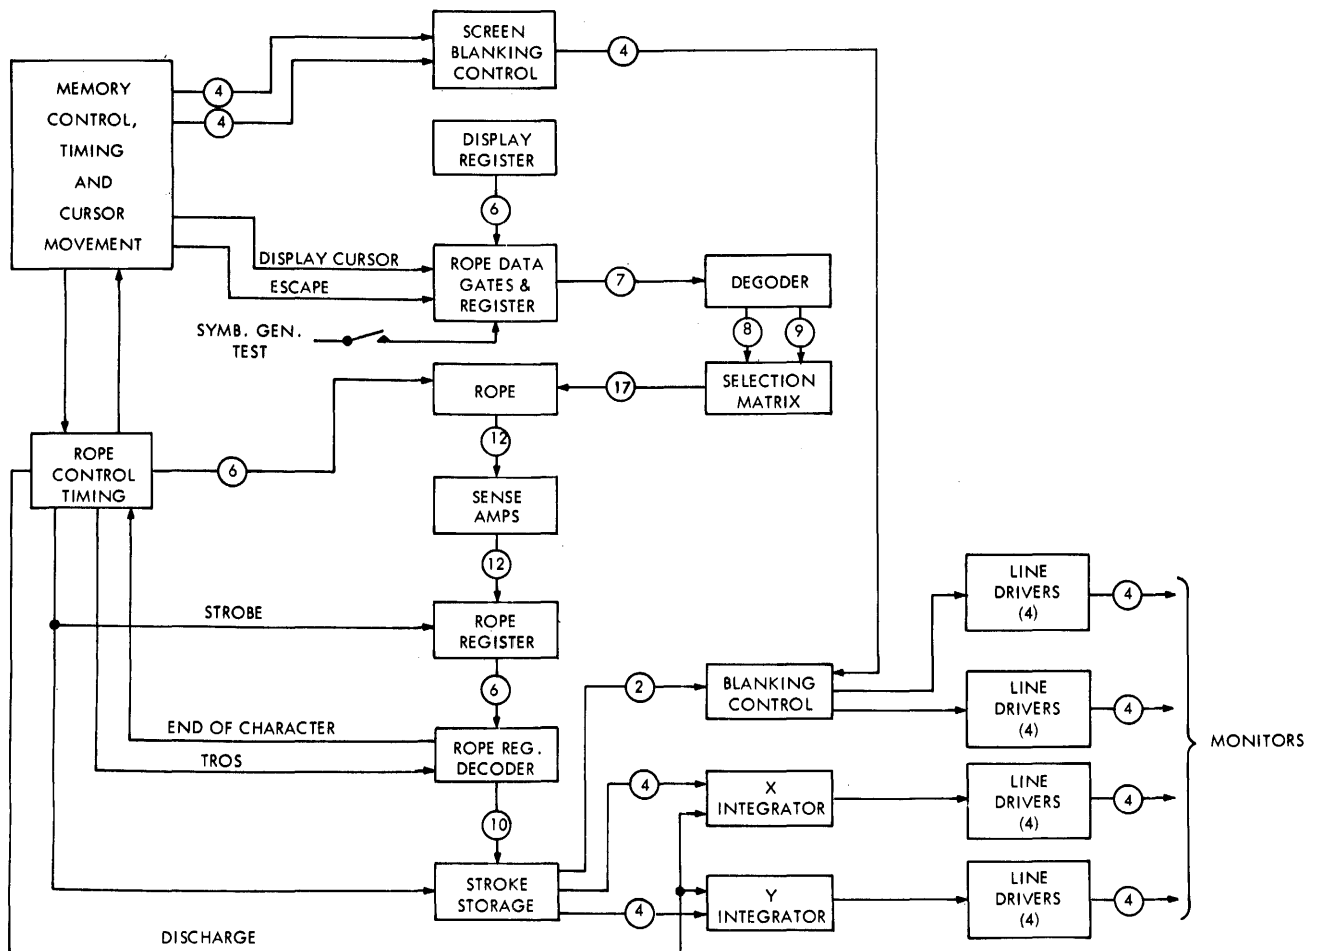 SCREEN
BLANKING
CONTROL
4
MEMORY
CONTROL,
TIMING
AND
CURSOR
MOVEMENT
4
4
DISPLAY
REGISTER
6
DISPLAY CURSOR
ESCAPE
ROPE DATA
GATES &
REGISTER
7
DEGODER
8
9
SYMB. GEN.
TEST
ROPE
17
SELECTION
MATRIX
12
ROPE
CONTROL
TIMING
6
SENSE
AMPS
12
STROBE
ROPE
REGISTER
6
END OF CHARACTER
TROS
ROPE REG.
DECODER
10
STROKE
STORAGE
2
4
4
BLANKING
CONTROL
X
INTEGRATOR
Y
INTEGRATOR
LINE
DRIVERS
(4)
4
LINE
DRIVERS
(4)
4
LINE
DRIVERS
(4)
4
LINE
DRIVERS
(4)
4
MONITORS
DISCHARGE